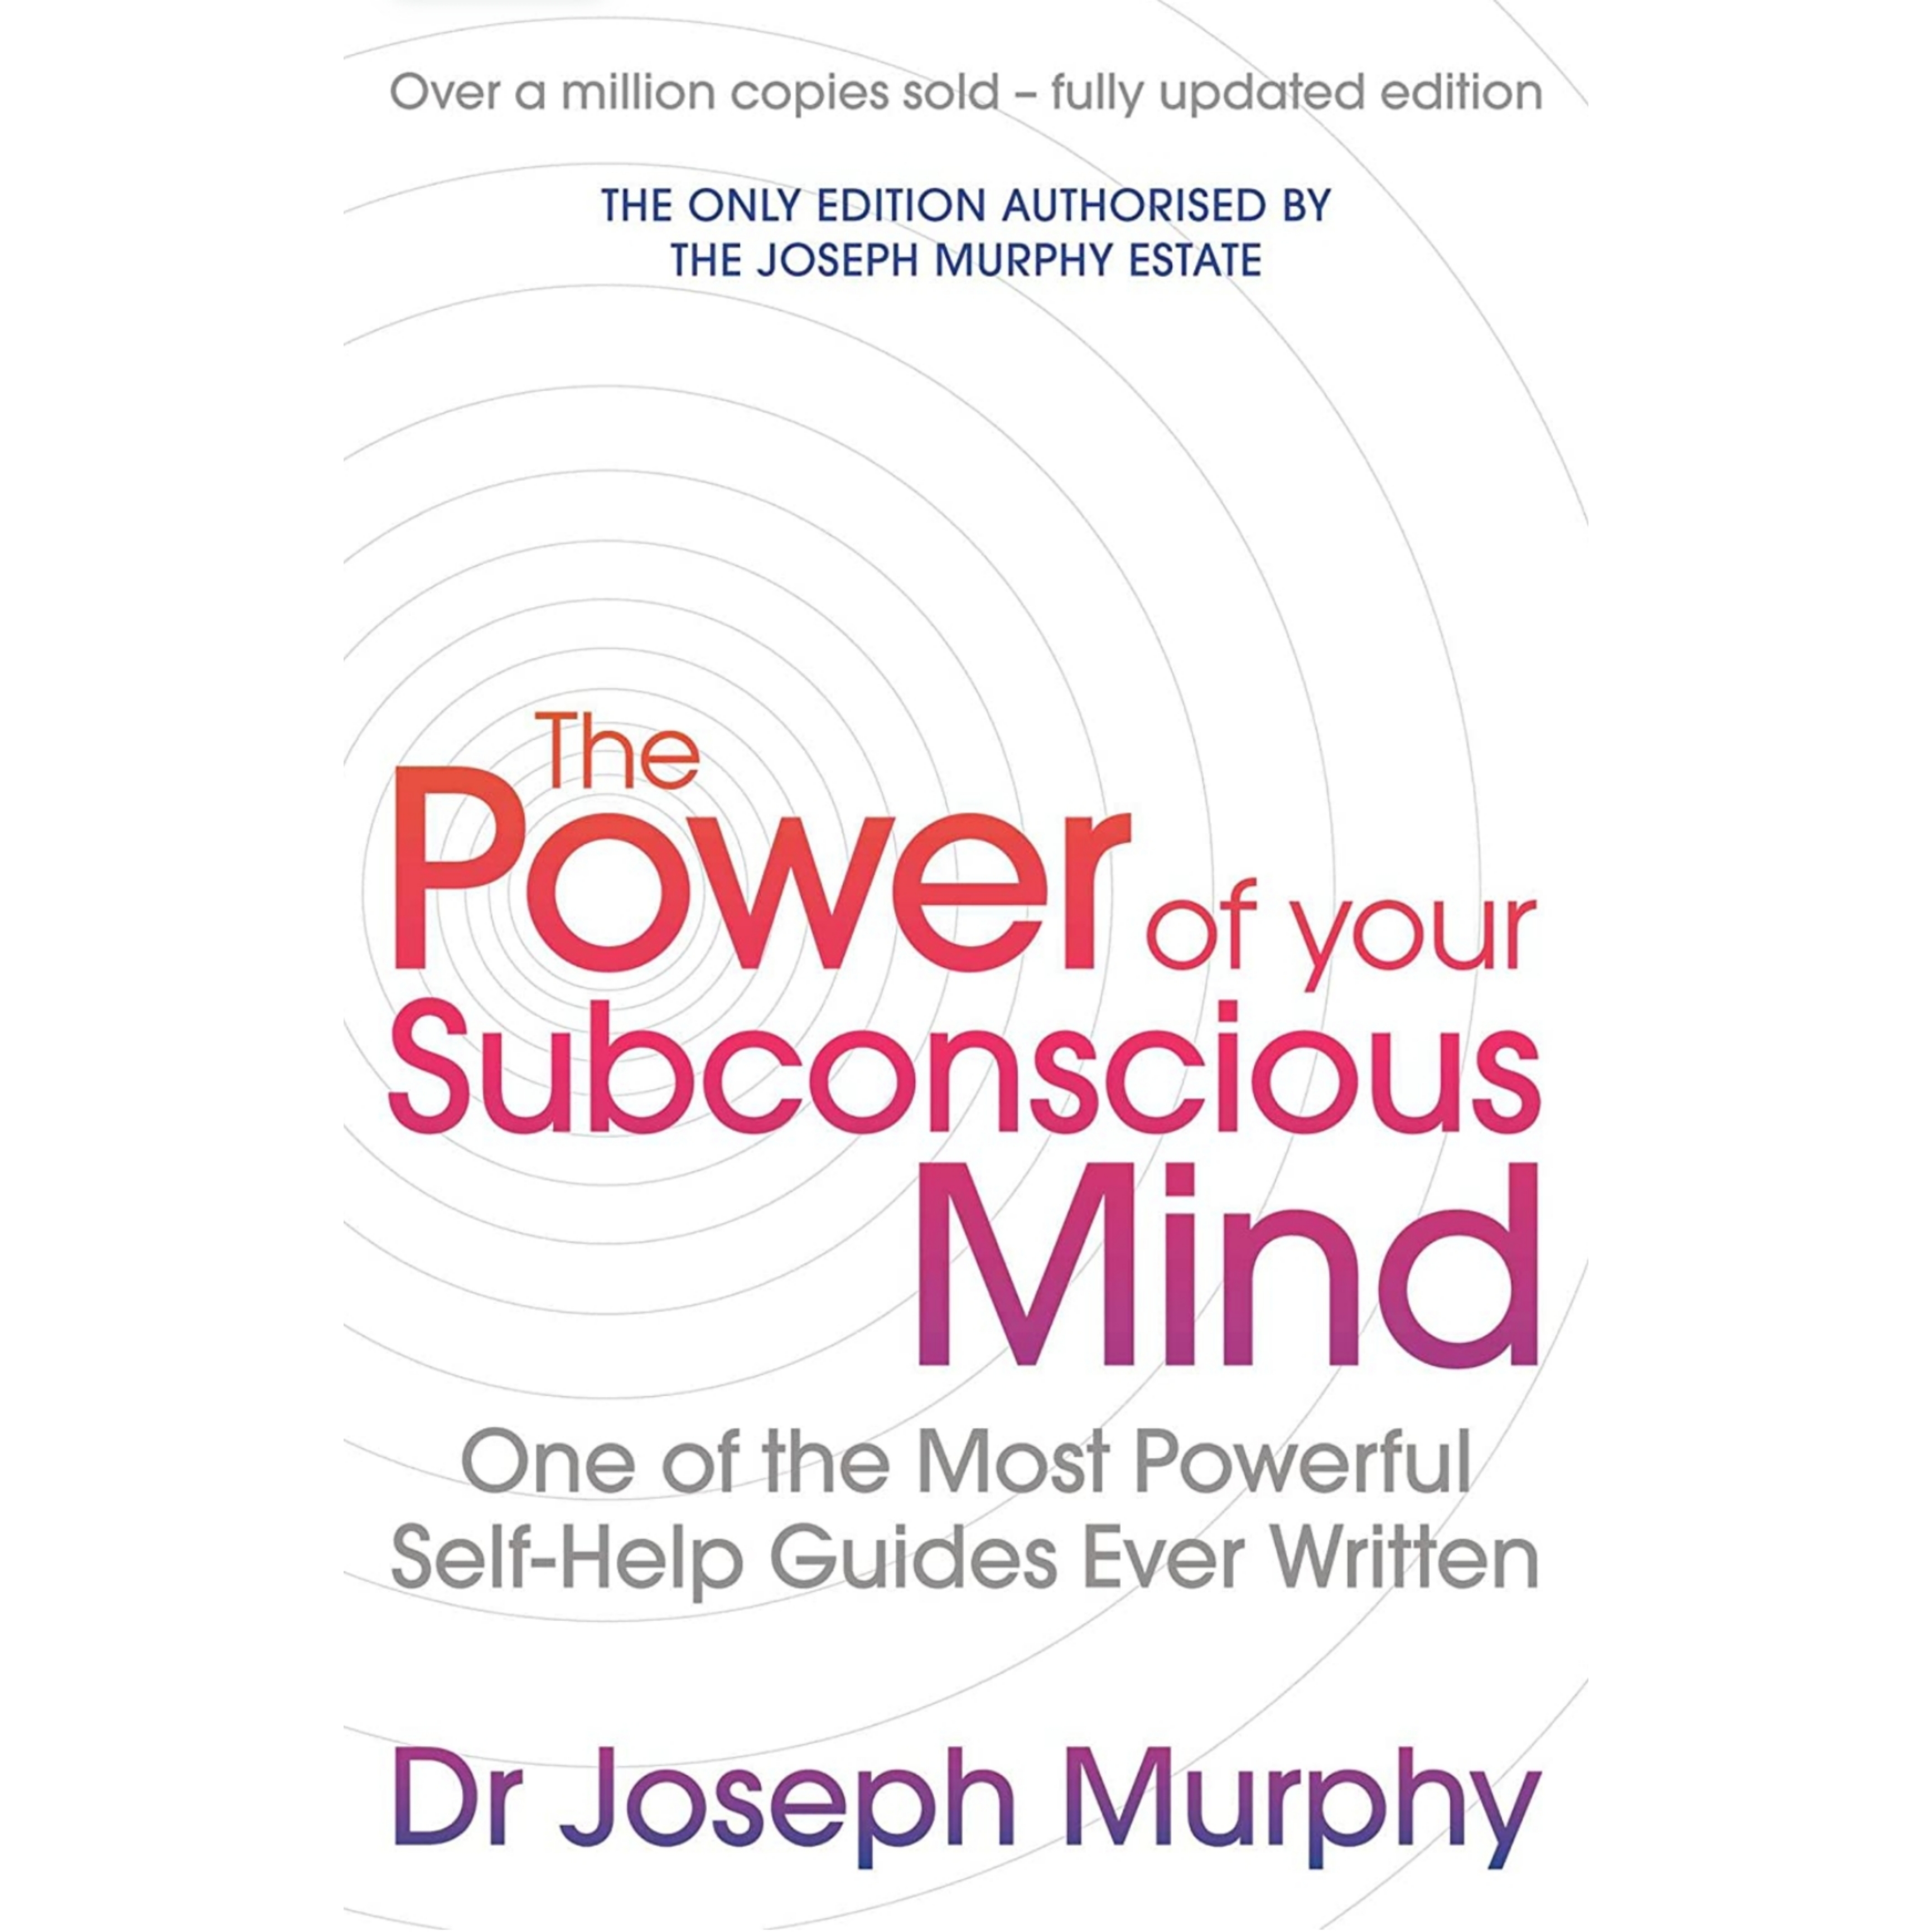 Over a million copies sold – fully updated edition
THE ONLY EDITION AUTHORISED BY
THE JOSEPH MURPHY ESTATE
The
Power of your
Subconscious
Mind
One of the Most Powerful
Self-Help Guides Ever Written
Dr Joseph Murphy